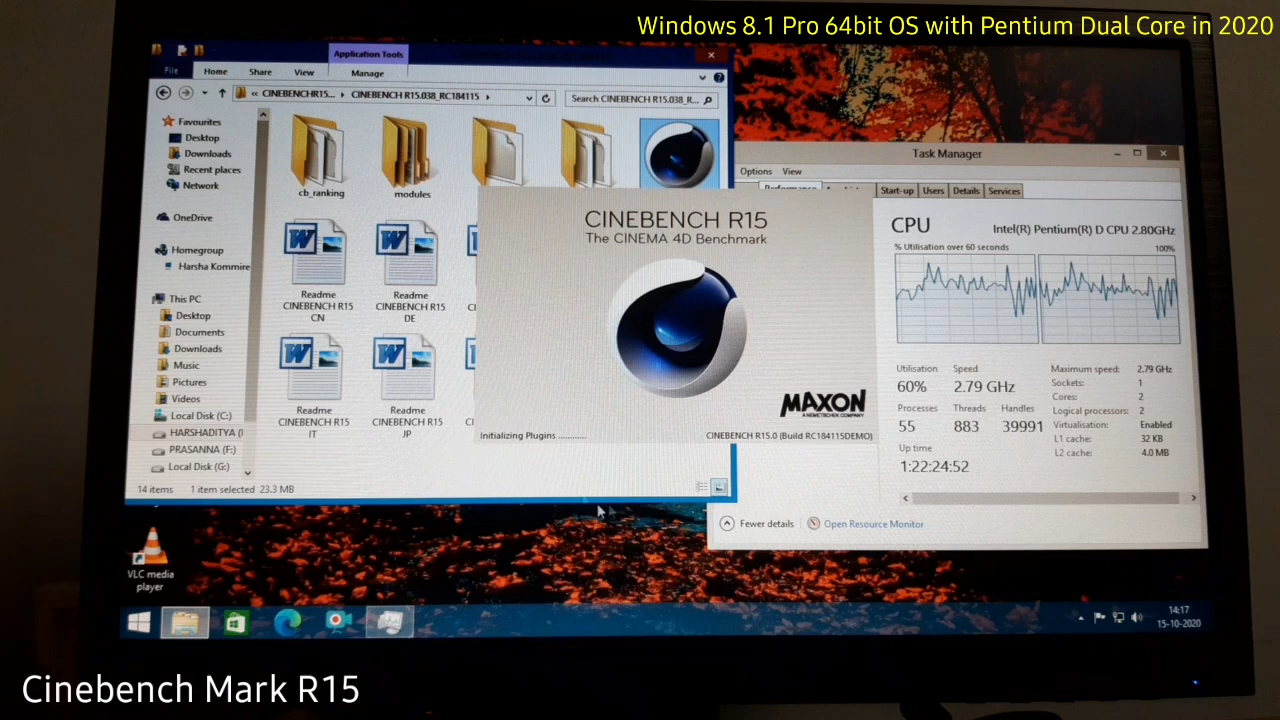 Windows 8.1 Pro 64bit OS with Pentium Dual Core in 2020
Application Tools
File Home Share View Manage
« CINEBENCHR15... › CINEBENCH R15.038_RC184115 ›
Search CINEBENCH R15.038_R...
Favourites
Desktop
Downloads
Recent places
Network
OneDrive
Homegroup
Harsha Kommire
This PC
Desktop
Documents
Downloads
Music
Pictures
Videos
Local Disk (C:)
HARSHADITYA (
PRASANNA (F:)
Local Disk (G:)
cb_ranking
modules
Readme
CINEBENCH R15
CN
Readme
CINEBENCH R15
DE
Readme
CINEBENCH R15
IT
Readme
CINEBENCH R15
JP
14 items 1 item selected 23.3 MB
CINEBENCH R15
The CINEMA 4D Benchmark
MAXON
A NEMETSCHEK COMPANY
Initializing Plugins ............
CINEBENCH R15.0 (Build RC184115DEMO)
Task Manager
Options View
Performance
Start-up Users Details Services
CPU
Intel(R) Pentium(R) D CPU 2.80GHz
% Utilisation over 60 seconds 100%
Utilisation Speed
60% 2.79 GHz
Processes Threads Handles
55 883 39991
Up time
1:22:24:52
Maximum speed: 2.79 GHz
Sockets: 1
Cores: 2
Logical processors: 2
Virtualisation: Enabled
L1 cache: 32 KB
L2 cache: 4.0 MB
Fewer details
Open Resource Monitor
VLC media
player
14:17
15-10-2020
Cinebench Mark R15